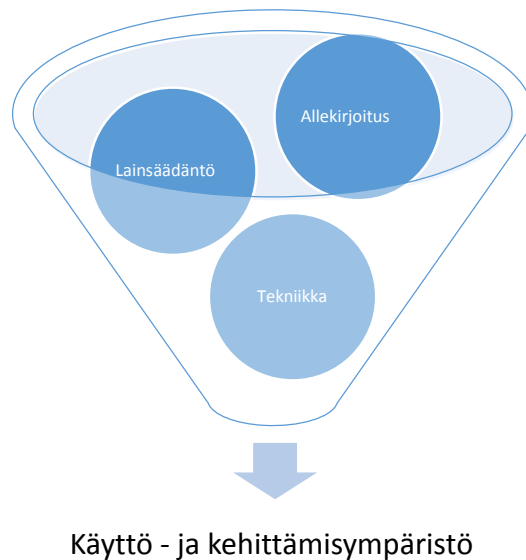 Allekirjoitus
Lainsäädäntö
Tekniikka
Käyttö - ja kehittämisympäristö